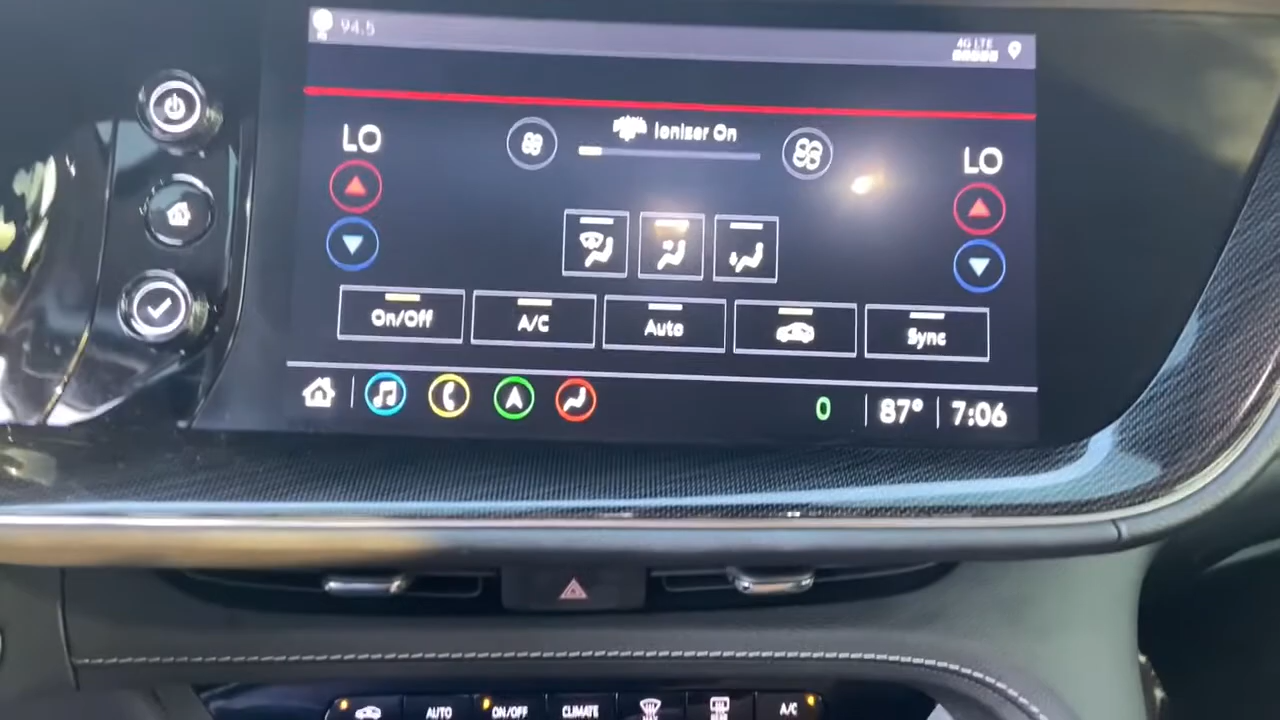 94.5
4G LTE
LO
Ionizer On
LO
On/Off
A/C
Auto
Sync
0
87°
7:06
AUTO
ON/OFF
CLIMATE
A/C